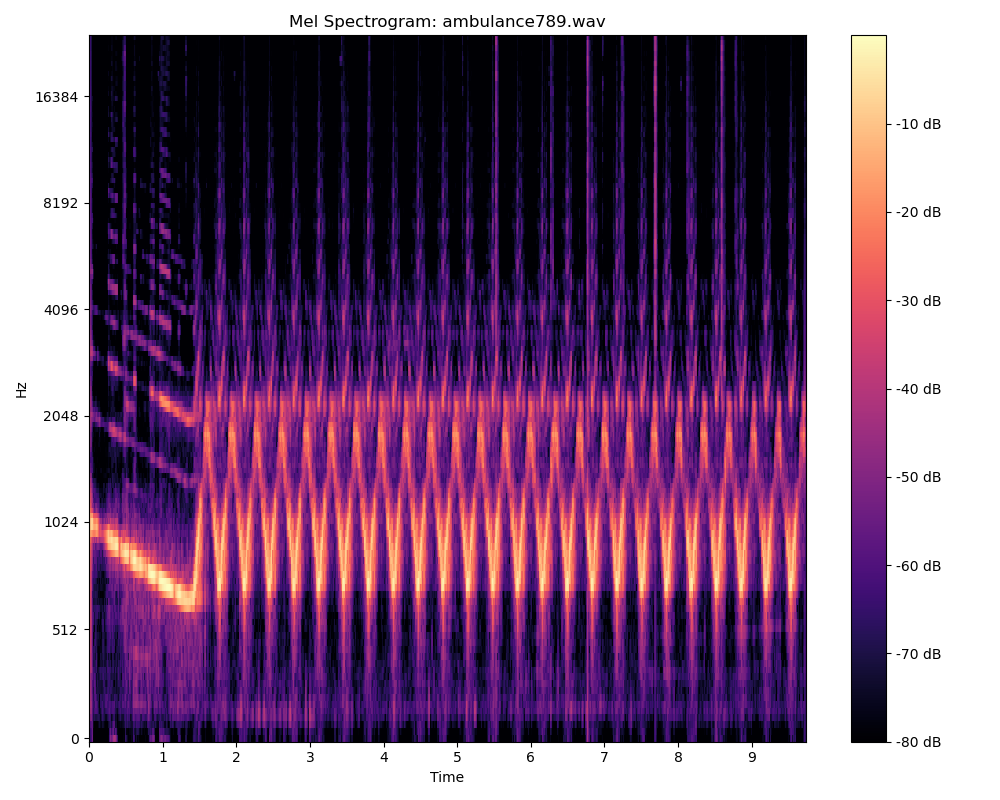 Mel Spectrogram: ambulance789.wav
16384
8192
4096
2048
1024
512
0
Hz
0 1 2 3 4 5 6 7 8 9
Time
-10 dB
-20 dB
-30 dB
-40 dB
-50 dB
-60 dB
-70 dB
-80 dB